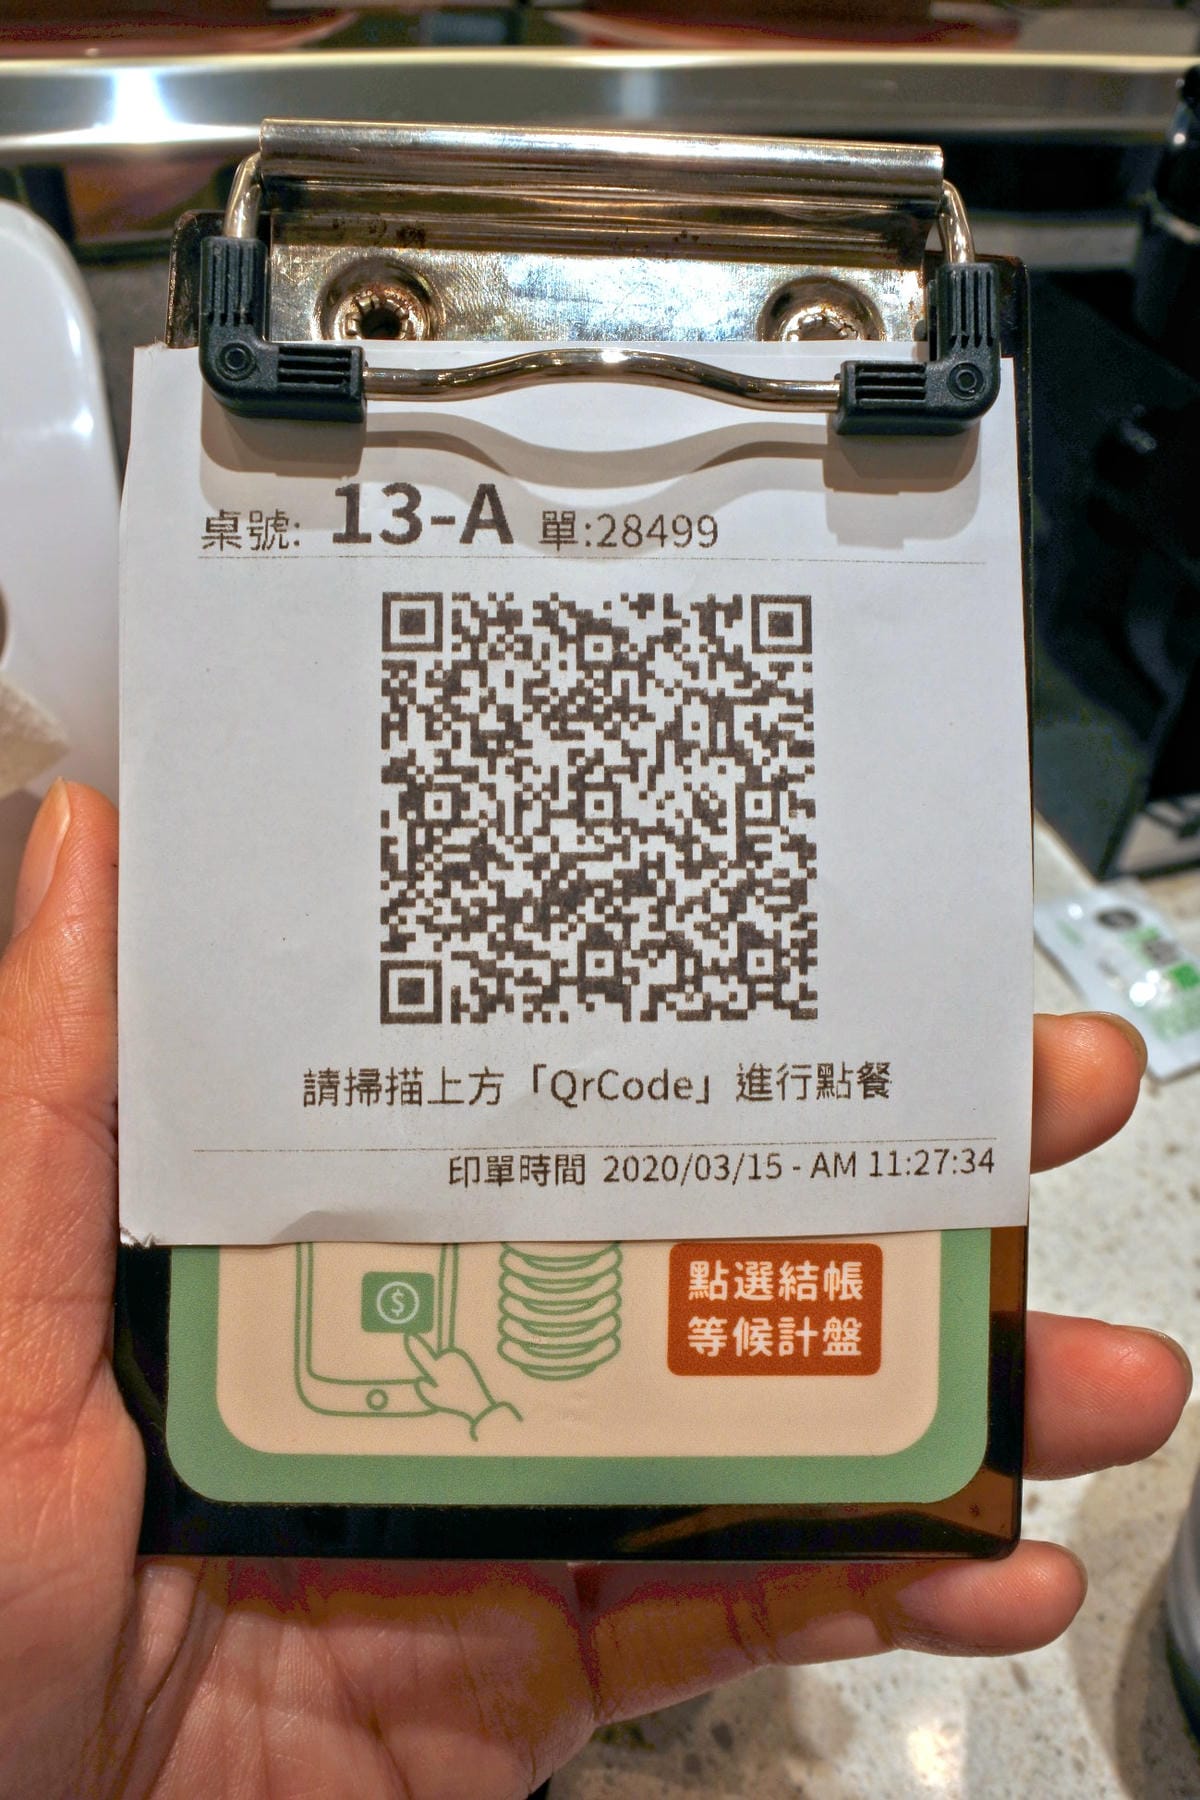 桌號: 13-A 單:28499
請掃描上方「QrCode」進行點餐
印單時間 2020/03/15 - AM 11:27:34
$
點選結帳
等候計盤